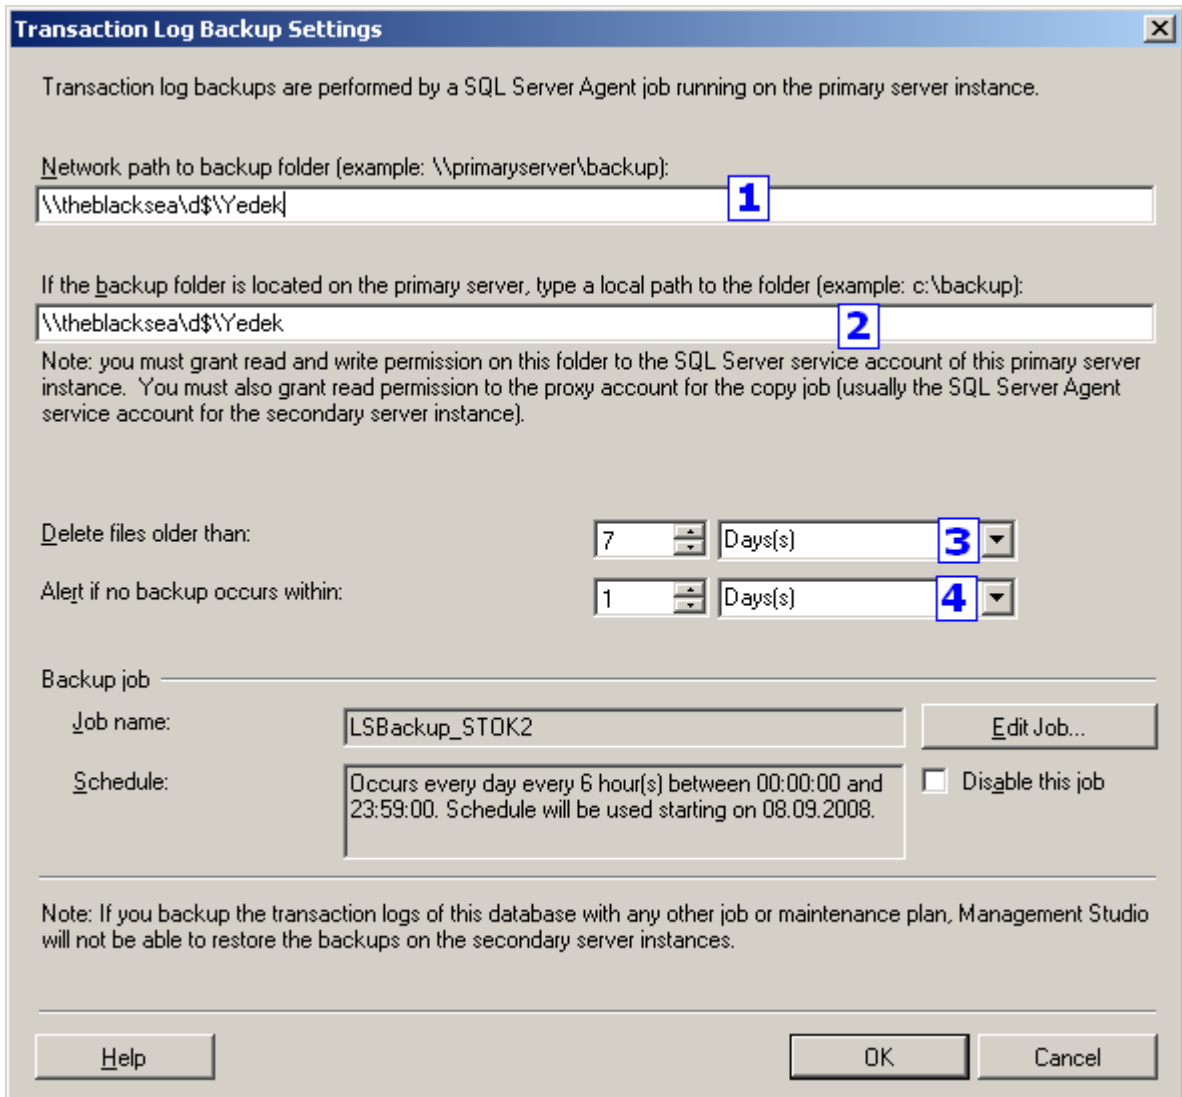 Transaction Log Backup Settings
Transaction log backups are performed by a SQL Server Agent job running on the primary server instance.
Network path to backup folder (example: \\primaryserver\backup):
\\theblacksea\d$\Yedek
1
If the backup folder is located on the primary server, type a local path to the folder (example: c:\backup):
\\theblacksea\d$\Yedek
2
Note: you must grant read and write permission on this folder to the SQL Server service account of this primary server
instance. You must also grant read permission to the proxy account for the copy job (usually the SQL Server Agent
service account for the secondary server instance).
Delete files older than: 7 Days(s) 3
Alert if no backup occurs within: 1 Days(s) 4
Backup job
Job name: LSBackup_STOK2 Edit Job...
Schedule: Occurs every day every 6 hour(s) between 00:00:00 and Disable this job
23:59:00. Schedule will be used starting on 08.09.2008.
Note: If you backup the transaction logs of this database with any other job or maintenance plan, Management Studio
will not be able to restore the backups on the secondary server instances.
Help OK Cancel